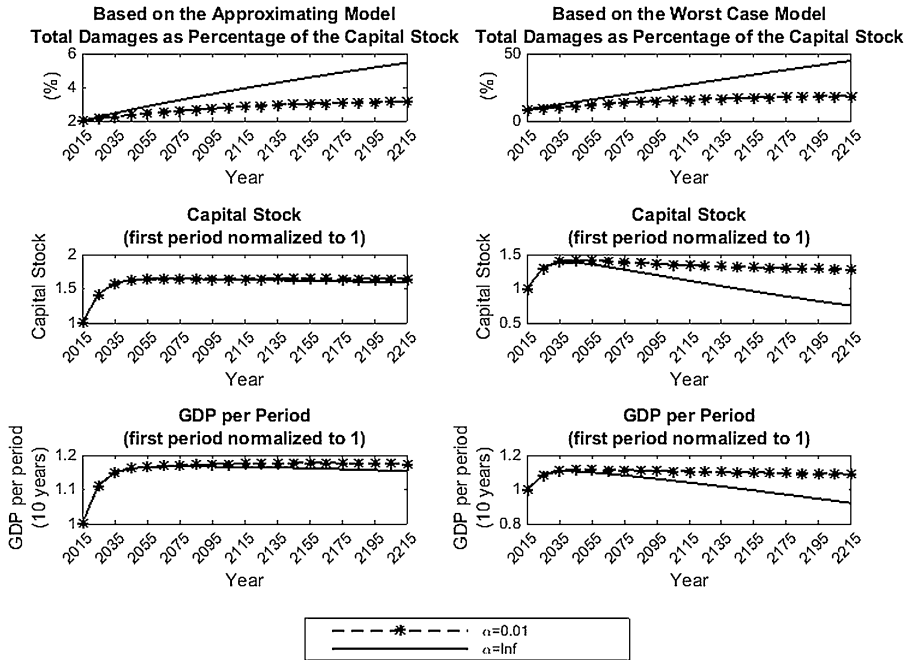 Based on the Approximating Model
Total Damages as Percentage of the Capital Stock
(%)
6
4
2
2015 2035 2055 2075 2095 2115 2135 2155 2175 2195 2215
Year
Based on the Worst Case Model
Total Damages as Percentage of the Capital Stock
(%)
50
0
2015 2035 2055 2075 2095 2115 2135 2155 2175 2195 2215
Year
Capital Stock
(first period normalized to 1)
Capital Stock
2
1.5
1
2015 2035 2055 2075 2095 2115 2135 2155 2175 2195 2215
Year
Capital Stock
(first period normalized to 1)
Capital Stock
1.5
1
0.5
2015 2035 2055 2075 2095 2115 2135 2155 2175 2195 2215
Year
GDP per Period
(first period normalized to 1)
GDP per period
(10 years)
1.2
1.1
1
2015 2035 2055 2075 2095 2115 2135 2155 2175 2195 2215
Year
GDP per Period
(first period normalized to 1)
GDP per period
(10 years)
1.2
1
0.8
2015 2035 2055 2075 2095 2115 2135 2155 2175 2195 2215
Year
α=0.01
α=Inf